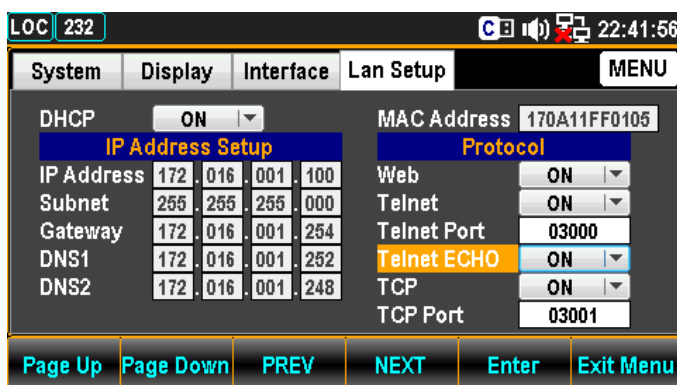 LOC 232 C 22:41:56
System Display Interface Lan Setup MENU
DHCP ON
IP Address Setup
IP Address 172 . 016 . 001 . 100
Subnet 255 . 255 . 255 . 000
Gateway 172 . 016 . 001 . 254
DNS1 172 . 016 . 001 . 252
DNS2 172 . 016 . 001 . 248
MAC Address 170A11FF0105
Protocol
Web ON
Telnet ON
Telnet Port 03000
Telnet ECHO ON
TCP ON
TCP Port 03001
Page Up Page Down PREV NEXT Enter Exit Menu